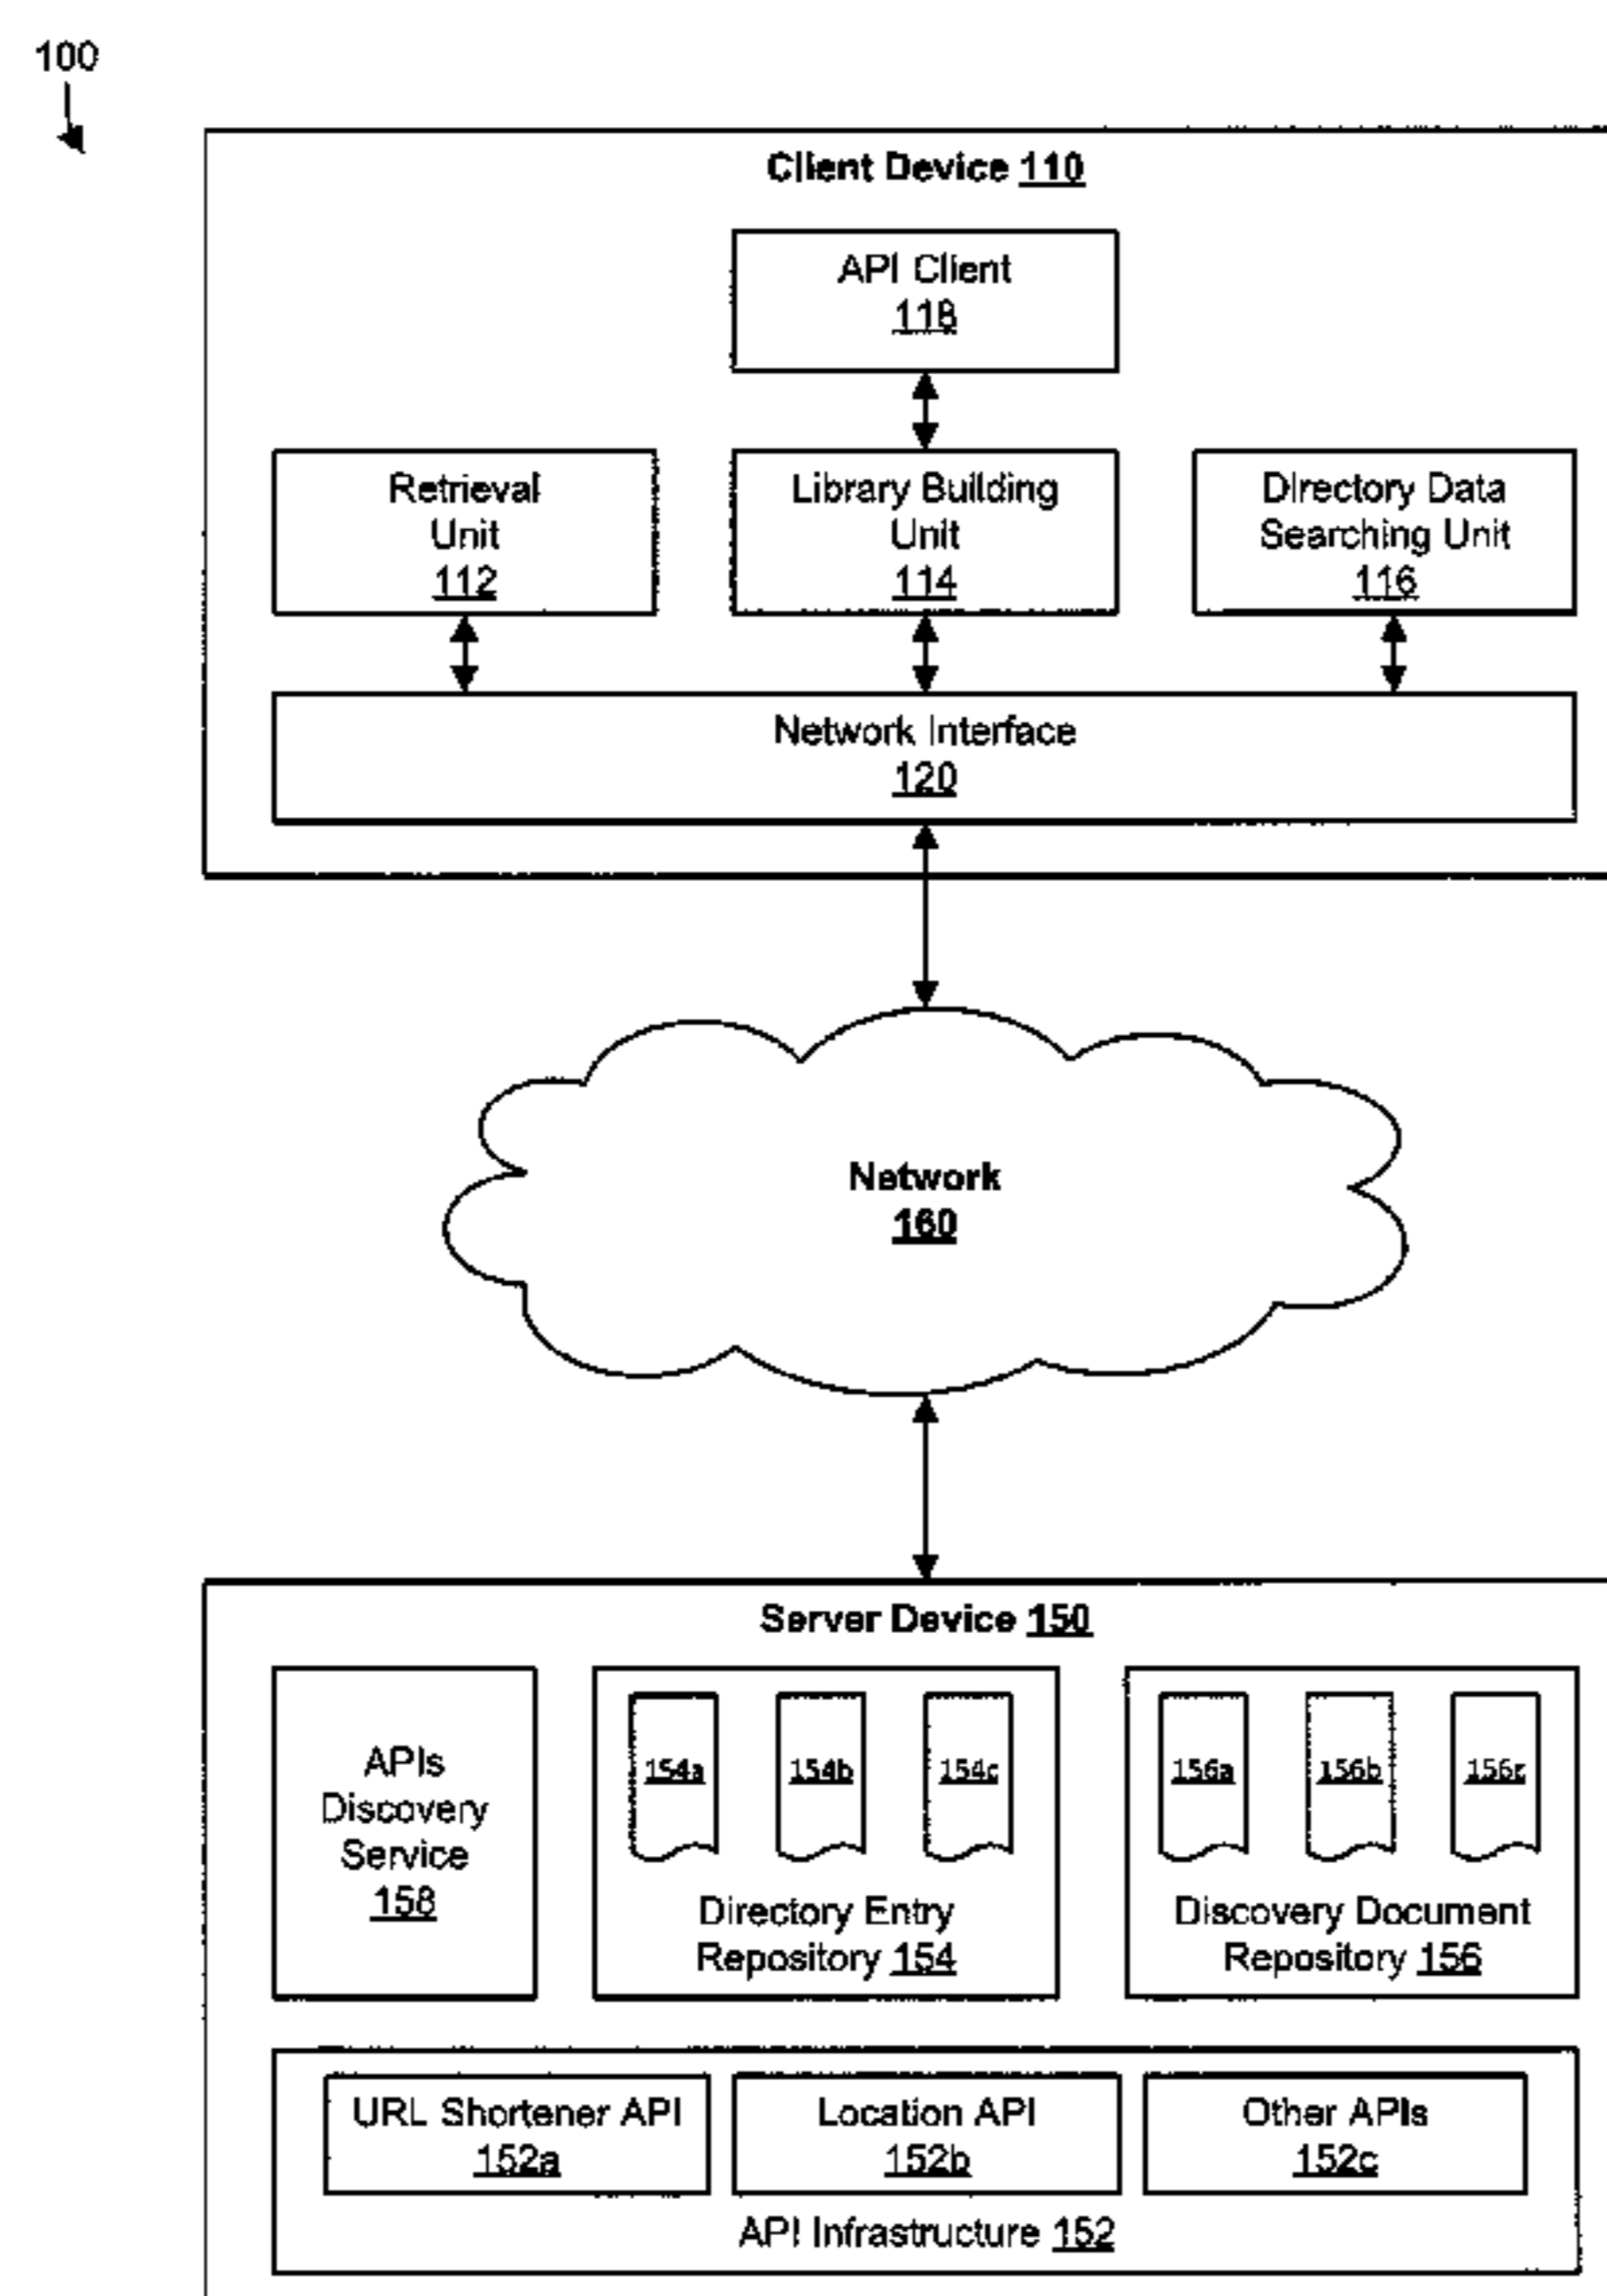 100
Client Device 110
API Client
118
Retrieval
Unit
112
Library Building
Unit
114
Directory Data
Searching Unit
116
Network Interface
120
Network
160
Server Device 150
APIs
Discovery
Service
158
154a
154b
154c
Directory Entry
Repository 154
156a
156b
156c
Discovery Document
Repository 156
URL Shortener API
152a
Location API
152b
Other APIs
152c
API Infrastructure 152